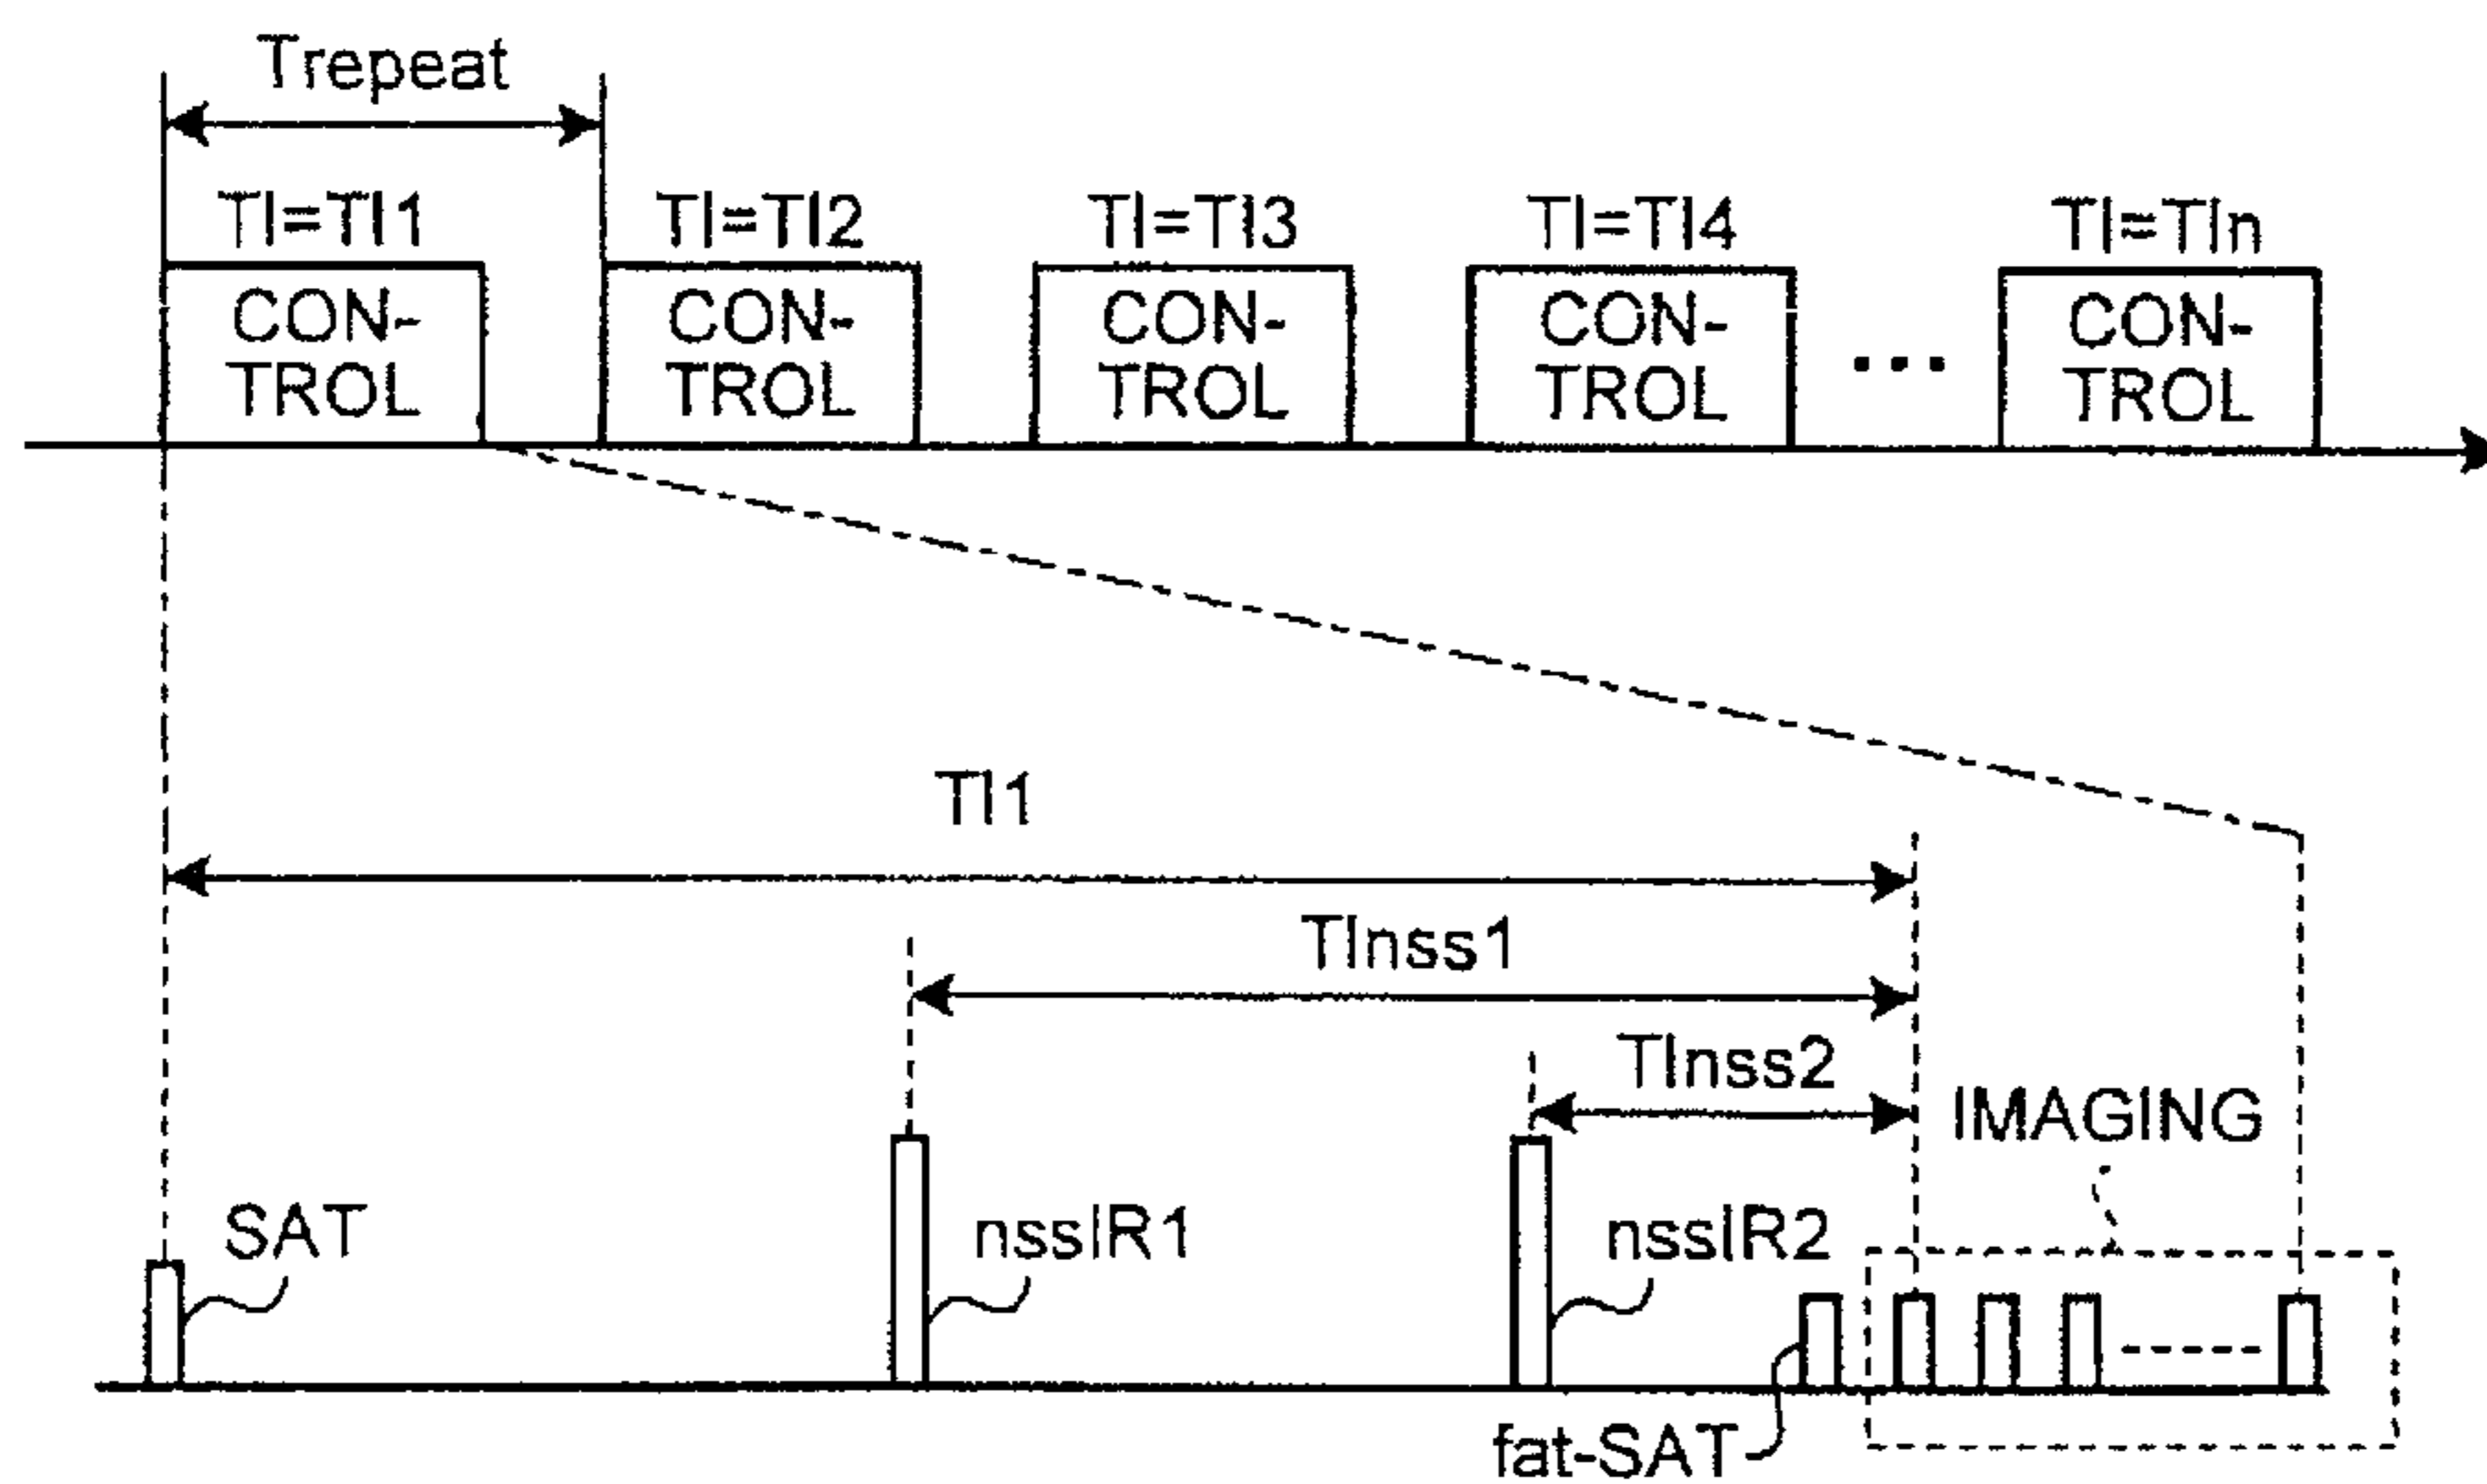 Trepeat
TI=TI1 TI=TI2 TI=TI3 TI=TI4 TI=TIn
CON- CON- CON- CON- CON-
TROL TROL TROL TROL ... TROL
TI1
TInss1
TInss2
IMAGING
SAT nssIR1 nssIR2
fat-SAT